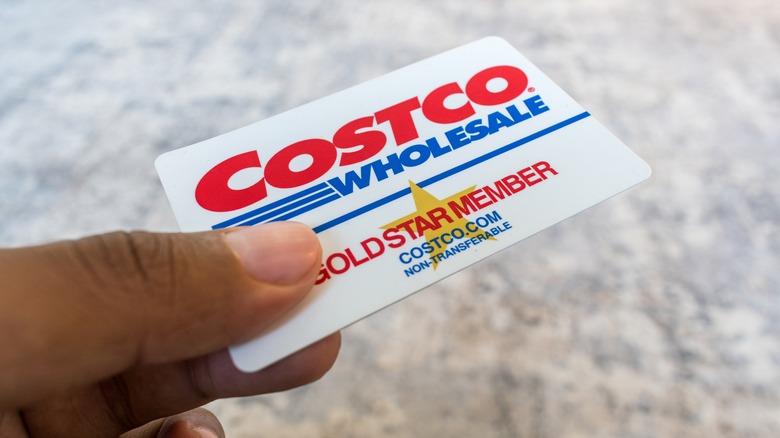 COSTCO®
WHOLESALE
GOLD STAR MEMBER
COSTCO.COM
NON-TRANSFERABLE